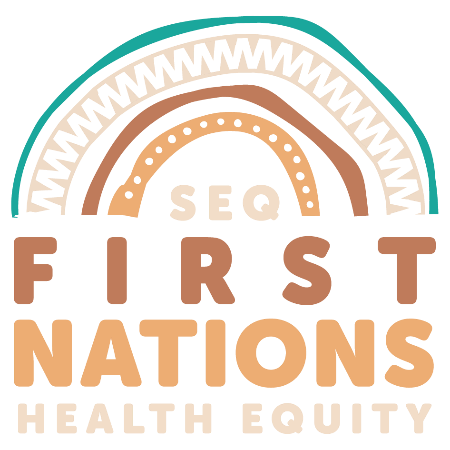 SEQ
FIRST
NATIONS
HEALTH EQUITY